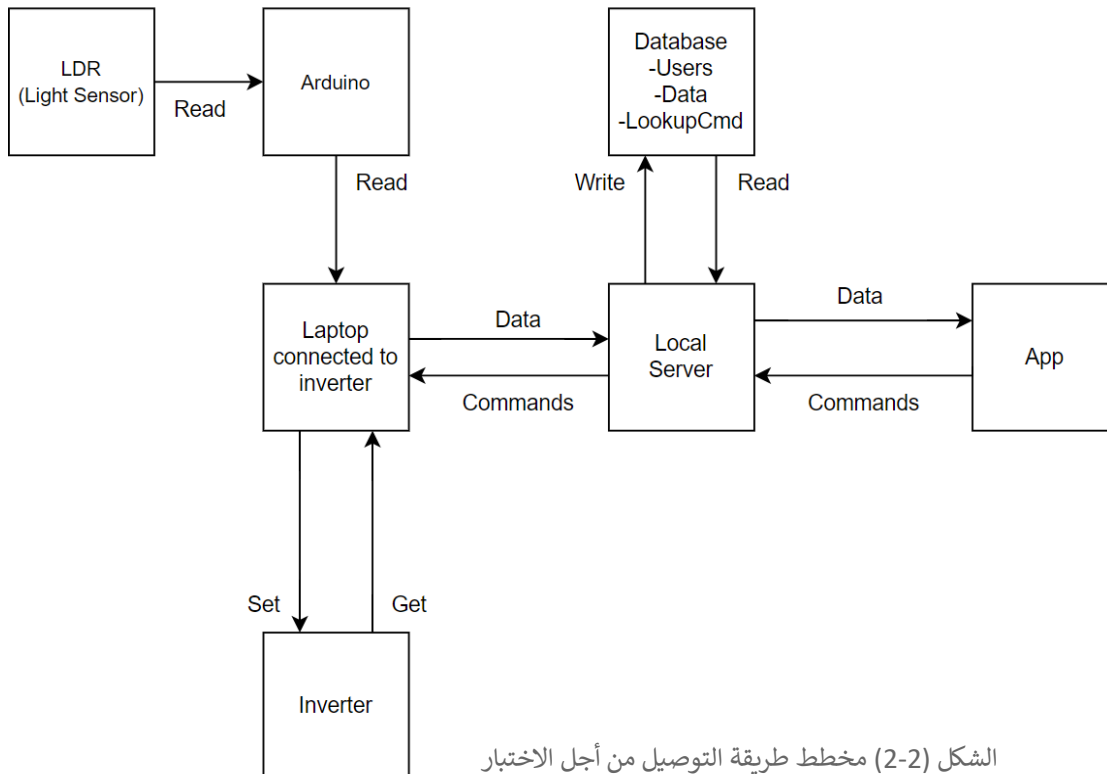 LDR
(Light Sensor)
Read
Arduino
Database
-Users
-Data
-LookupCmd
Read
Write
Read
Laptop
connected to
inverter
Data
Commands
Local
Server
Data
Commands
App
Set
Get
Inverter
الشكل (2-2) مخطط طريقة التوصيل من أجل الاختبار